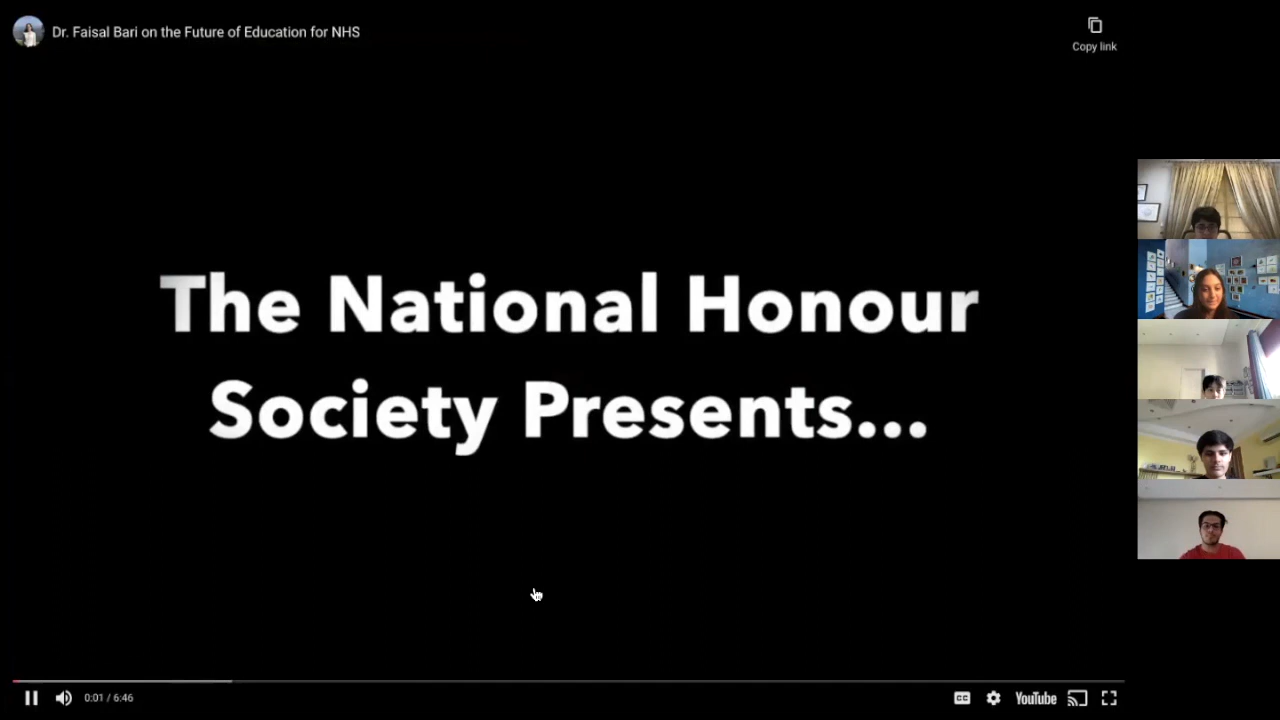 Dr. Faisal Bari on the Future of Education for NHS
Copy link
The National Honour
Society Presents...
0:01 / 6:46
CC
YouTube